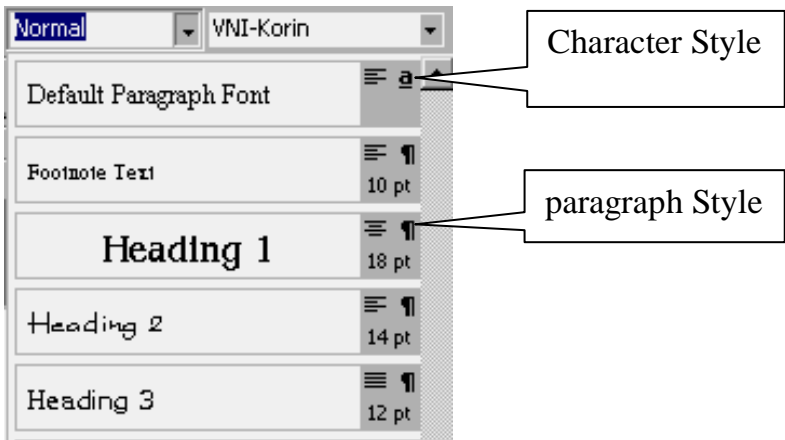 Normal VNI-Korin
Character Style
Default Paragraph Font a
Footnote Text ¶
10 pt
paragraph Style
Heading 1 ¶
18 pt
Heading 2 ¶
14 pt
Heading 3 ¶
12 pt